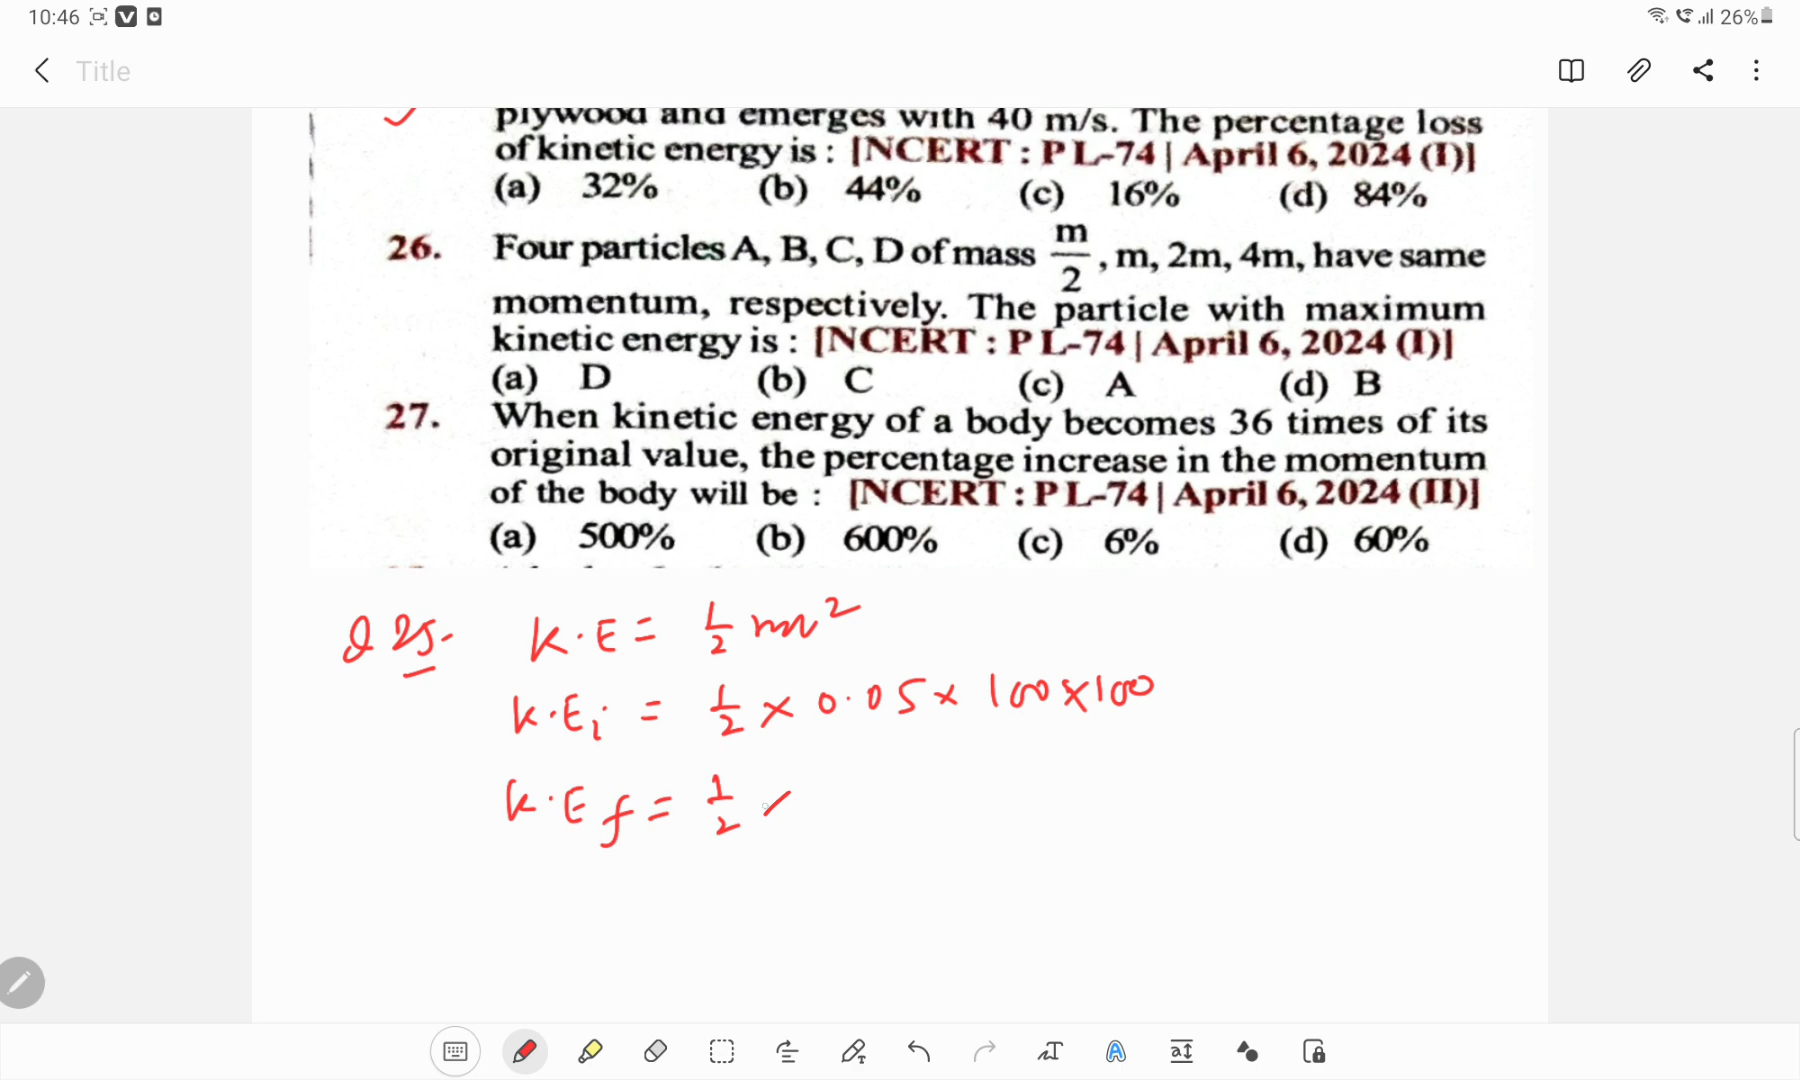 10:46
26%
Title
plywood and emerges with 40 m/s. The percentage loss
of kinetic energy is : [NCERT : P L-74 | April 6, 2024 (I)]
(a) 32% (b) 44% (c) 16% (d) 84%
26. Four particles A, B, C, D of mass m/2, m, 2m, 4m, have same
momentum, respectively. The particle with maximum
kinetic energy is : [NCERT : P L-74 | April 6, 2024 (I)]
(a) D (b) C (c) A (d) B
27. When kinetic energy of a body becomes 36 times of its
original value, the percentage increase in the momentum
of the body will be : [NCERT : P L-74 | April 6, 2024 (II)]
(a) 500% (b) 600% (c) 6% (d) 60%
Q 25. K.E = 1/2 mv²
K.Ei = 1/2 × 0.05 × 100×100
K.Ef = 1/2